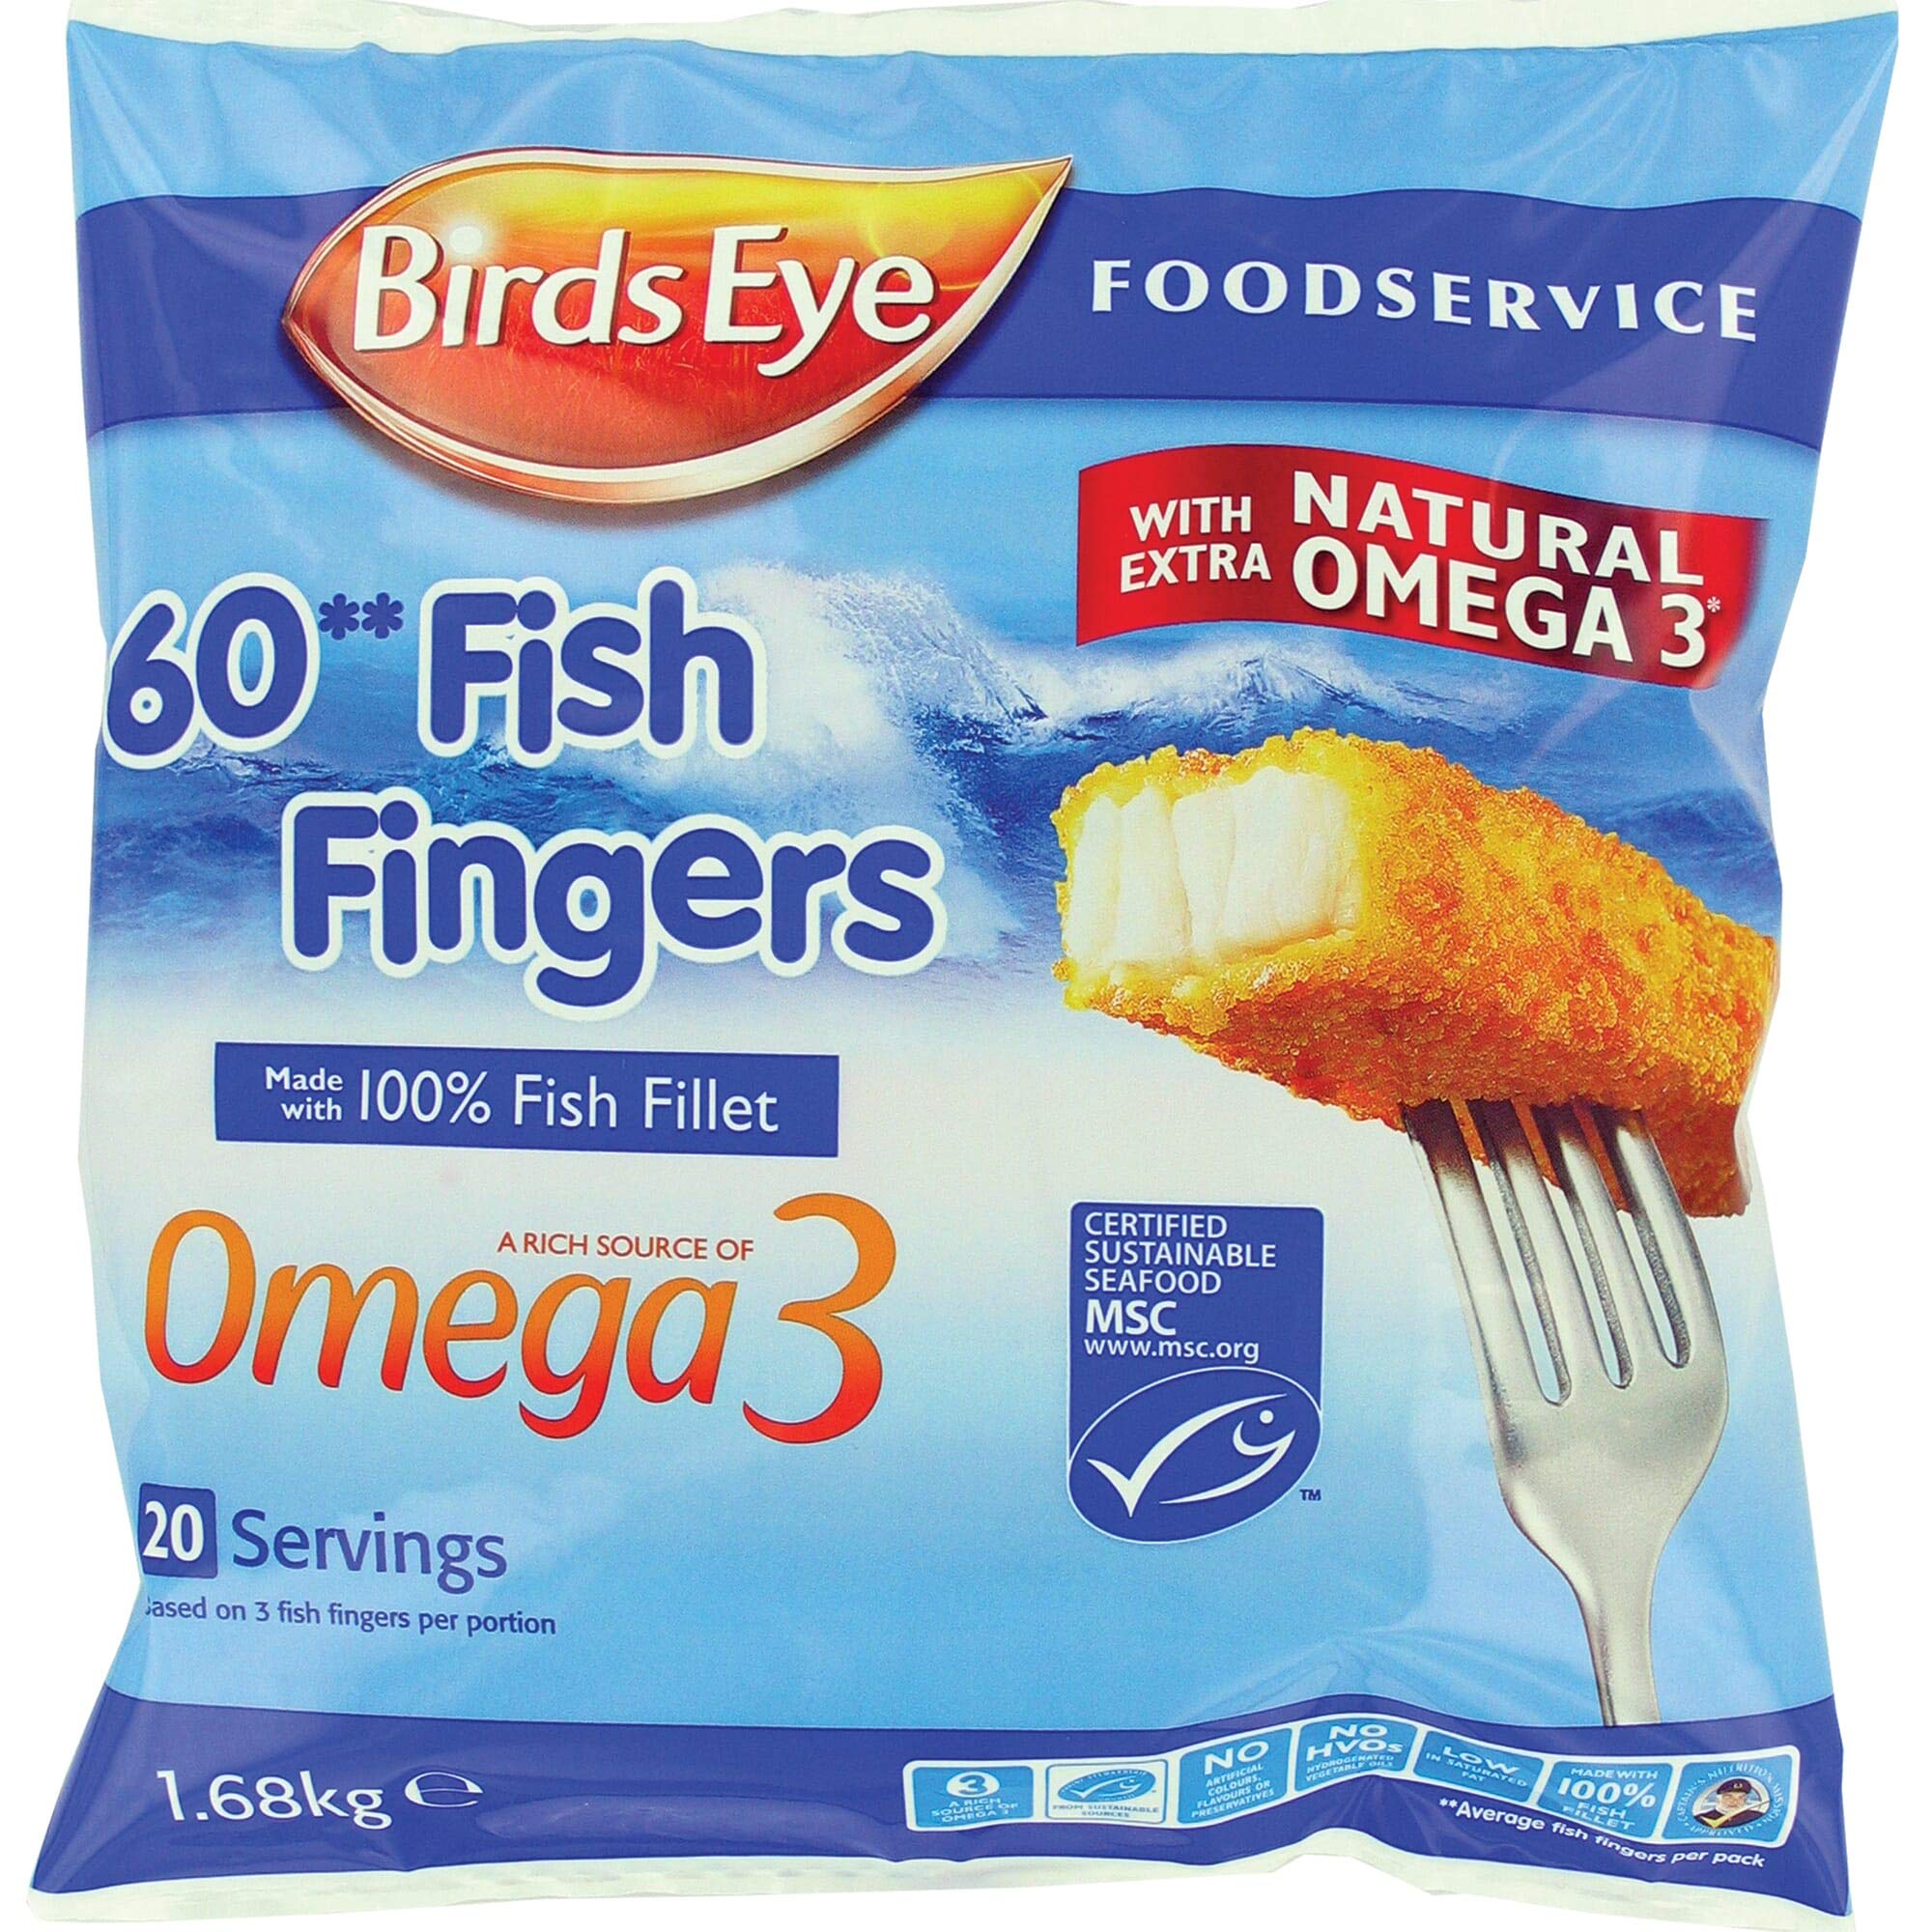 Birds Eye
FOODSERVICE
WITH EXTRA NATURAL OMEGA 3*
60** Fish
Fingers
Made with 100% Fish Fillet
A RICH SOURCE OF
Omega 3
CERTIFIED
SUSTAINABLE
SEAFOOD
MSC
www.msc.org
TM
20 Servings
ased on 3 fish fingers per portion
1.68kg e
3
A RICH
SOURCE OF
OMEGA 3
FROM SUSTAINABLE
SOURCES
NO
ARTIFICIAL
COLOURS,
FLAVOURS OR
PRESERVATIVES
NO
HVOs
HYDROGENATED
VEGETABLE OILS
LOW
IN SATURATED
FAT
MADE WITH
100%
FISH
FILLET
**Average fish fingers per pack